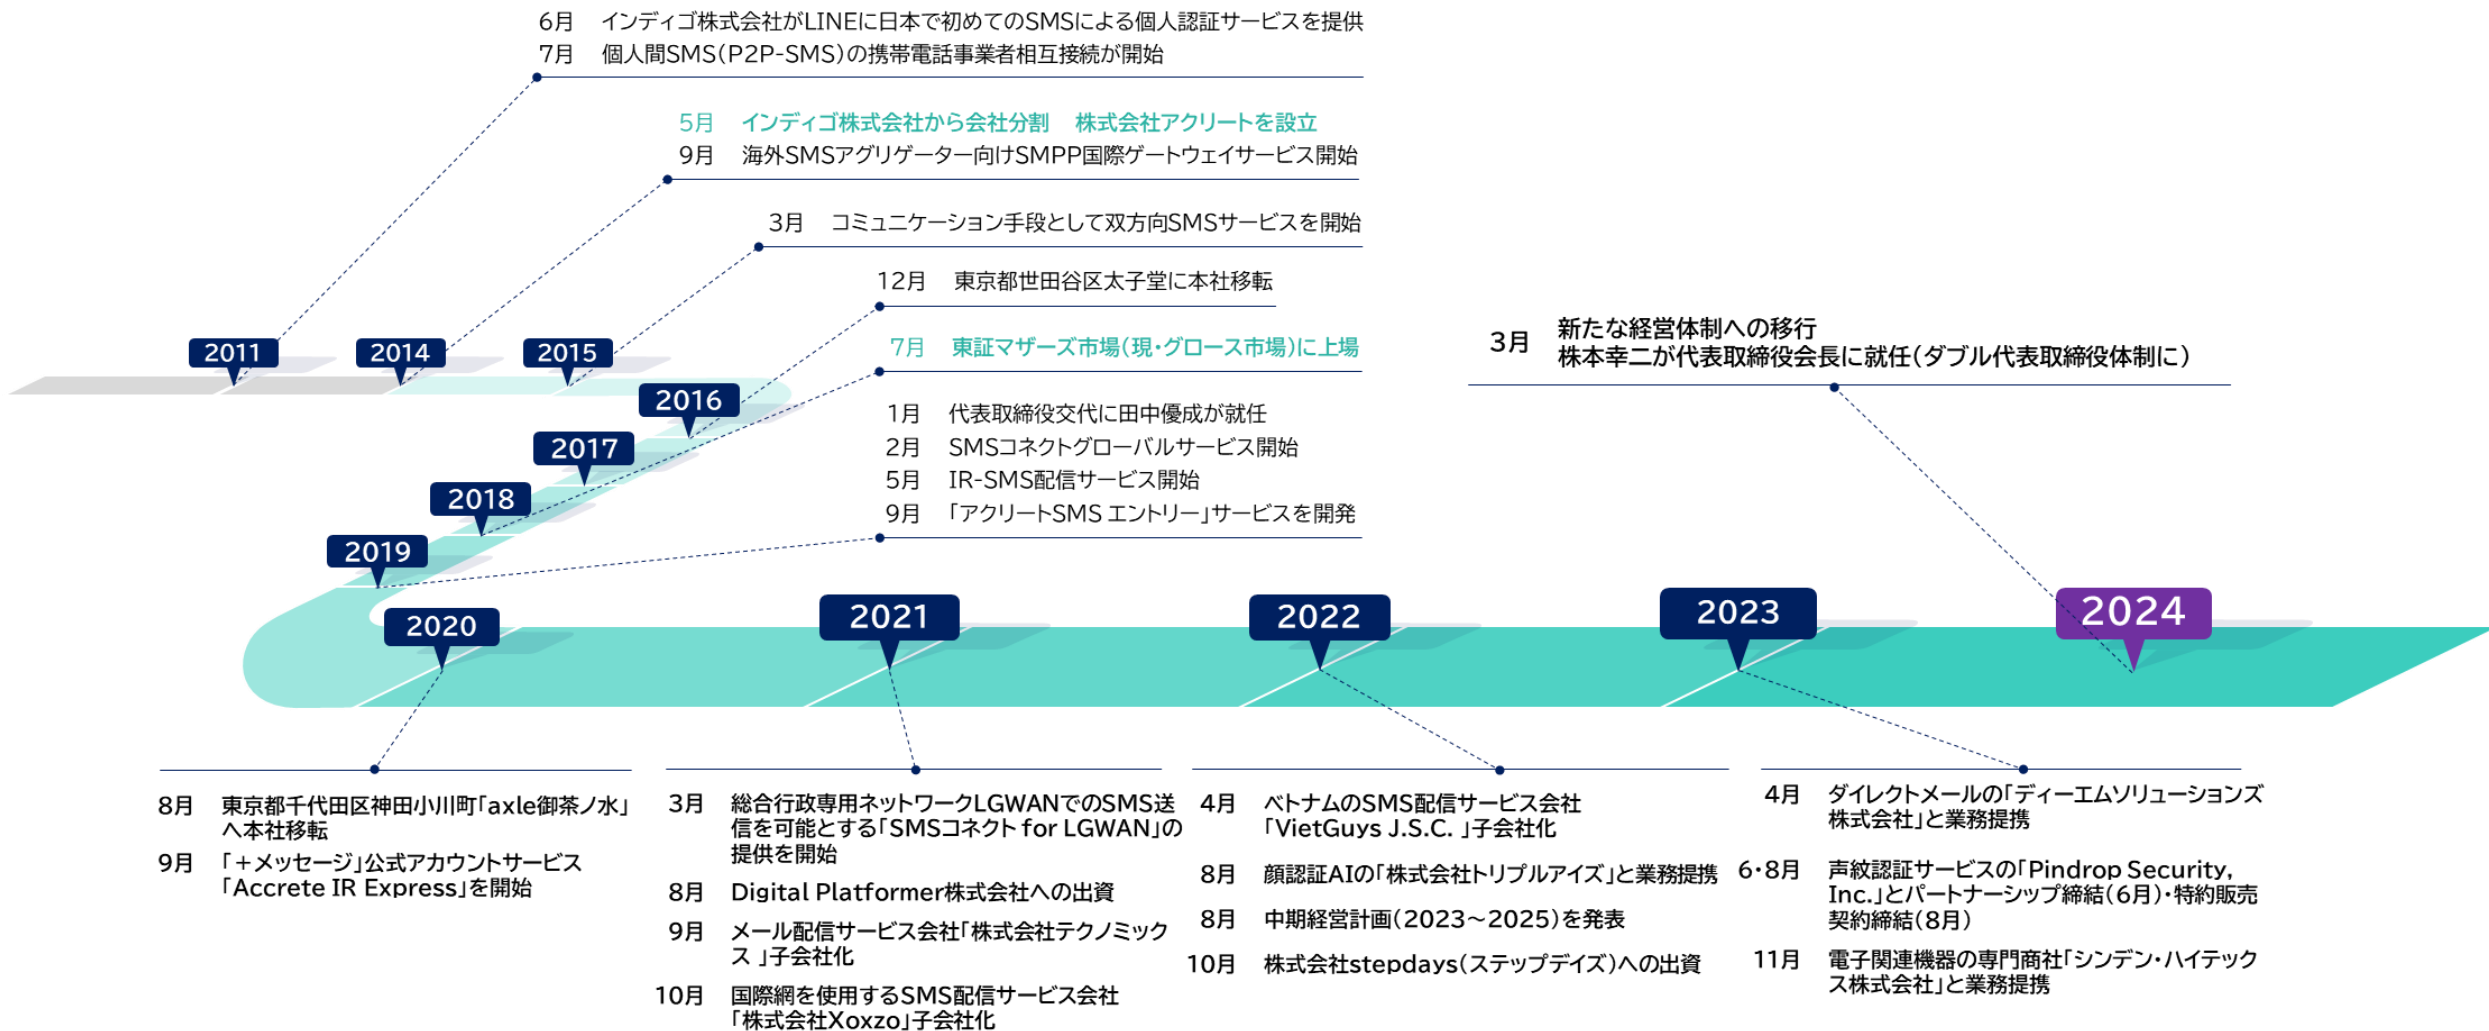 6月 インディゴ株式会社がLINEに日本で初めてのSMSによる個人認証サービスを提供
7月 個人間SMS（P2P-SMS）の携帯電話事業者相互接続が開始
5月 インディゴ株式会社から会社分割 株式会社アクリートを設立
9月 海外SMSアグリゲーター向けSMPP国際ゲートウェイサービス開始
3月 コミュニケーション手段として双方向SMSサービスを開始
12月 東京都世田谷区太子堂に本社移転
7月 東証マザーズ市場（現・グロース市場）に上場
1月 代表取締役交代に田中優成が就任
2月 SMSコネクトグローバルサービス開始
5月 IR-SMS配信サービス開始
9月 「アクリートSMS エントリー」サービスを開発
3月 新たな経営体制への移行
株本幸二が代表取締役会長に就任（ダブル代表取締役体制に）
2011
2014
2015
2016
2017
2018
2019
2020
2021
2022
2023
2024
8月 東京都千代田区神田小川町「axle御茶ノ水」
へ本社移転
9月 「＋メッセージ」公式アカウントサービス
「Accrete IR Express」を開始
3月 総合行政専用ネットワークLGWANでのSMS送
信を可能とする「SMSコネクト for LGWAN」の
提供を開始
8月 Digital Platformer株式会社への出資
9月 メール配信サービス会社「株式会社テクノミック
ス 」子会社化
10月 国際網を使用するSMS配信サービス会社
「株式会社Xoxzo」子会社化
4月 ベトナムのSMS配信サービス会社
「VietGuys J.S.C. 」子会社化
8月 顔認証AIの「株式会社トリプルアイズ」と業務提携
8月 中期経営計画（2023～2025）を発表
10月 株式会社stepdays（ステップデイズ）への出資
4月 ダイレクトメールの「ディーエムソリューションズ
株式会社」と業務提携
6・8月 声紋認証サービスの「Pindrop Security,
Inc.」とパートナーシップ締結（6月）・特約販売
契約締結（8月）
11月 電子関連機器の専門商社「シンデン・ハイテック
ス株式会社」と業務提携